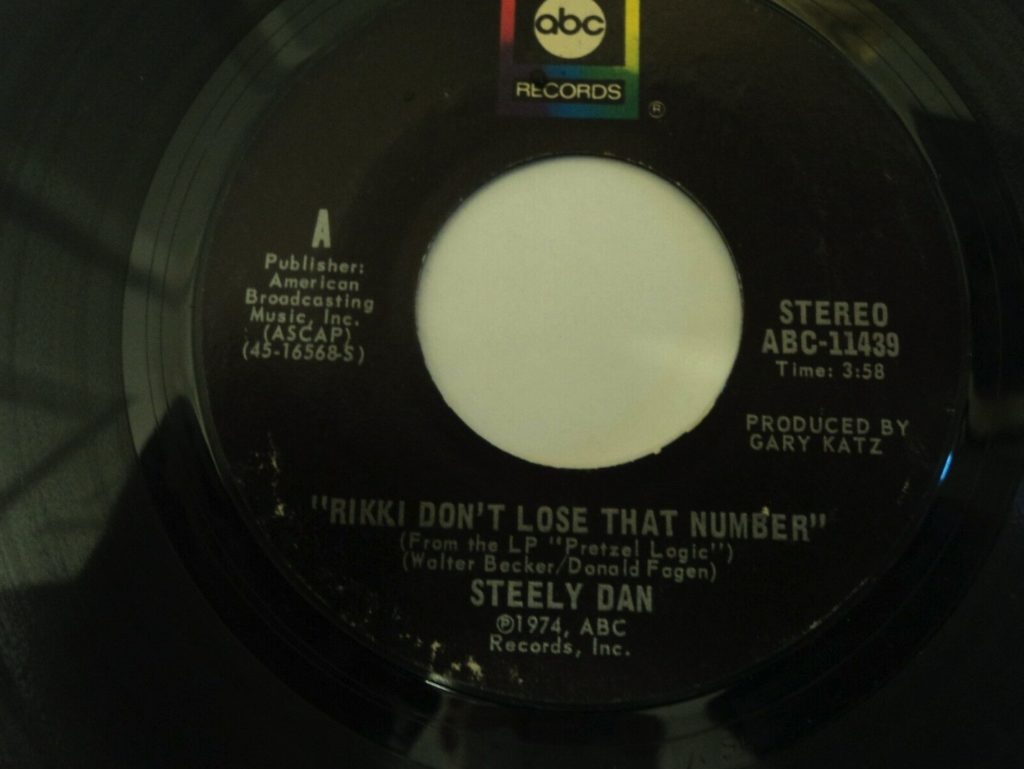 abc
RECORDS
®
A
Publisher:
American
Broadcasting
Music, Inc.
(ASCAP)
(45-16568-S)
STEREO
ABC-11439
Time: 3:58
PRODUCED BY
GARY KATZ
"RIKKI DON'T LOSE THAT NUMBER"
(From the LP "Pretzel Logic")
(Walter Becker/Donald Fagen)
STEELY DAN
℗1974, ABC
Records, Inc.